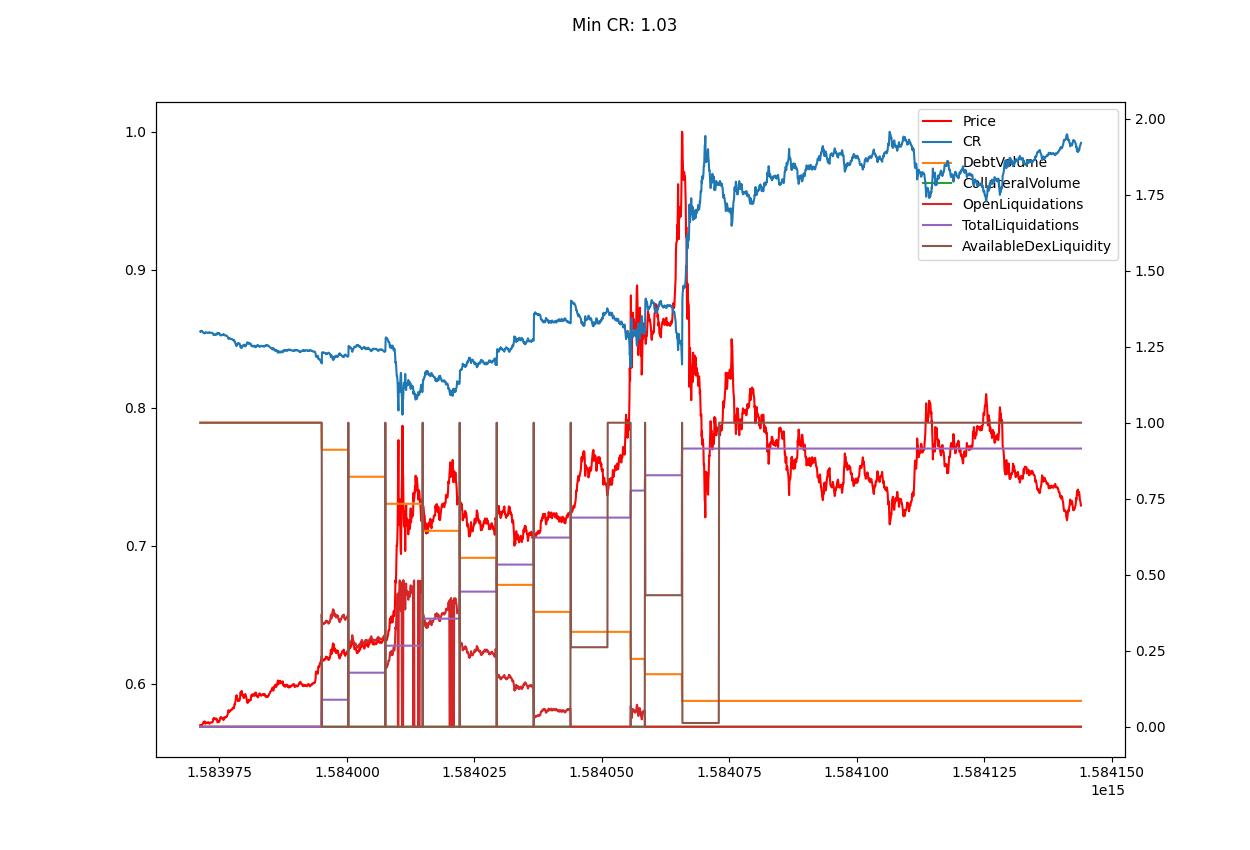 Min CR: 1.03
1.0
0.9
0.8
0.7
0.6
2.00
1.75
1.50
1.25
1.00
0.75
0.50
0.25
0.00
Price
CR
DebtVolume
CollateralVolume
OpenLiquidations
TotalLiquidations
AvailableDexLiquidity
1.583975 1.584000 1.584025 1.584050 1.584075 1.584100 1.584125 1.584150
1e15